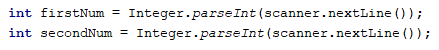 int firstNum = Integer.parseInt(scanner.nextLine());
int secondNum = Integer.parseInt(scanner.nextLine());